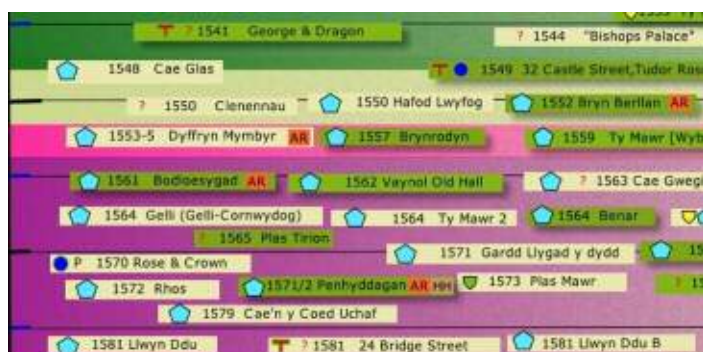 ? 1541 George & Dragon
? 1544 "Bishops Palace"
1548 Cae Glas
1549 32 Castle Street,Tudor Ros
? 1550 Clenennau
1550 Hafod Lwyfog
1552 Bryn Berllan AR
1553-5 Dyffryn Mymbyr AR
1557 Brynrodyn
1559 Ty Mawr [Wyb
1561 Bodloesygad AR
1562 Vaynol Old Hall
? 1563 Cae Gwegi
1564 Gelli (Gelli-Cornwydog)
1564 Ty Mawr 2
1564 Benar
? 1565 Plas Tirion
P 1570 Rose & Crown
1571 Gardd Llygad y dydd
1572 Rhos
1571/2 Penhyddagan AR HH
1573 Plas Mawr
1579 Cae'n y Coed Uchaf
1581 Llwyn Ddu
? 1581 24 Bridge Street
1581 Llwyn Ddu B